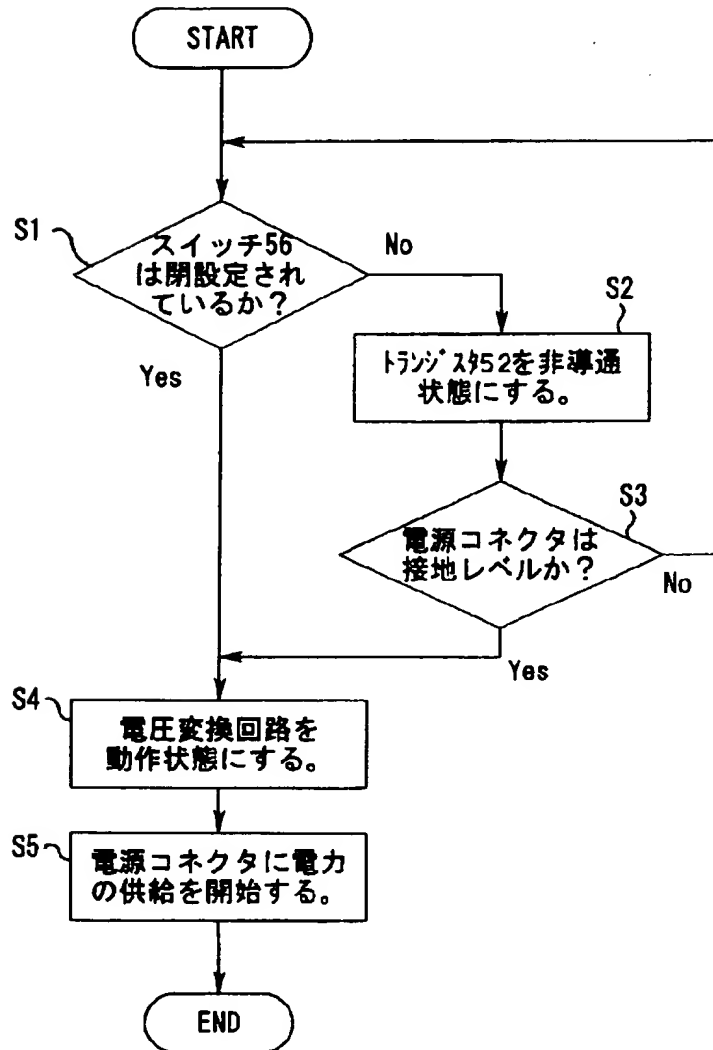 START
S1
スイッチ56
は閉設定され
ているか？
No
Yes
S2
ﾄﾗﾝｼﾞｽﾀ52を非導通
状態にする。
S3
電源コネクタは
接地レベルか？
No
Yes
S4
電圧変換回路を
動作状態にする。
S5
電源コネクタに電力
の供給を開始する。
END